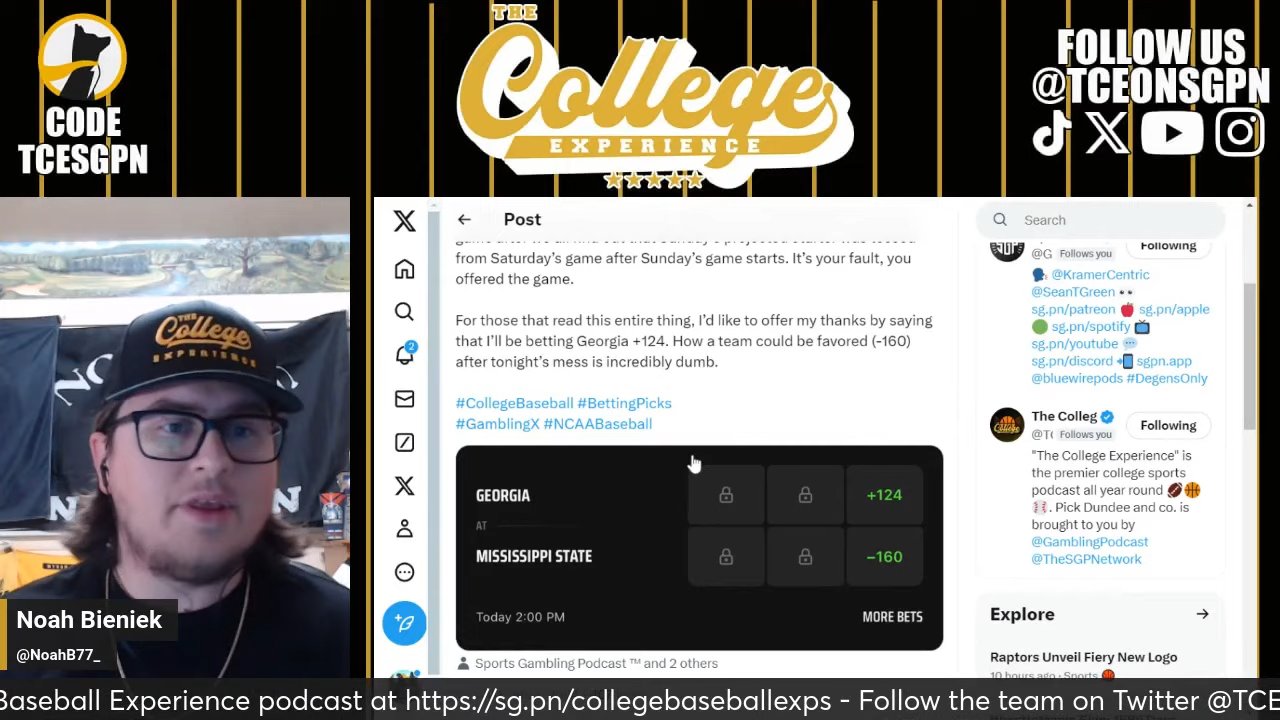 CODE
TCESGPN
THE
College
EXPERIENCE
FOLLOW US
@TCEONSGPN
THE
College
EXPERIENCE
Noah Bieniek
@NoahB77_
2
Post
from Saturday's game after Sunday's game starts. It's your fault, you
offered the game.
For those that read this entire thing, I'd like to offer my thanks by saying
that I'll be betting Georgia +124. How a team could be favored (-160)
after tonight's mess is incredibly dumb.
#CollegeBaseball #BettingPicks
#GamblingX #NCAABaseball
GEORGIA
+124
AT
MISSISSIPPI STATE
-160
Today 2:00 PM
MORE BETS
Sports Gambling Podcast ™ and 2 others
Search
@G Follows you
Following
@KramerCentric
@SeanTGreen
sg.pn/patreon sg.pn/apple
sg.pn/spotify
sg.pn/youtube
sg.pn/discord sgpn.app
@bluewirepods #DegensOnly
The Colleg
Following
@T( Follows you
"The College Experience" is
the premier college sports
podcast all year round
. Pick Dundee and co. is
brought to you by
@GamblingPodcast
@TheSGPNetwork
Explore
Raptors Unveil Fiery New Logo
10 hours ago · Sports
Baseball Experience podcast at https://sg.pn/collegebaseballexps - Follow the team on Twitter @TCE